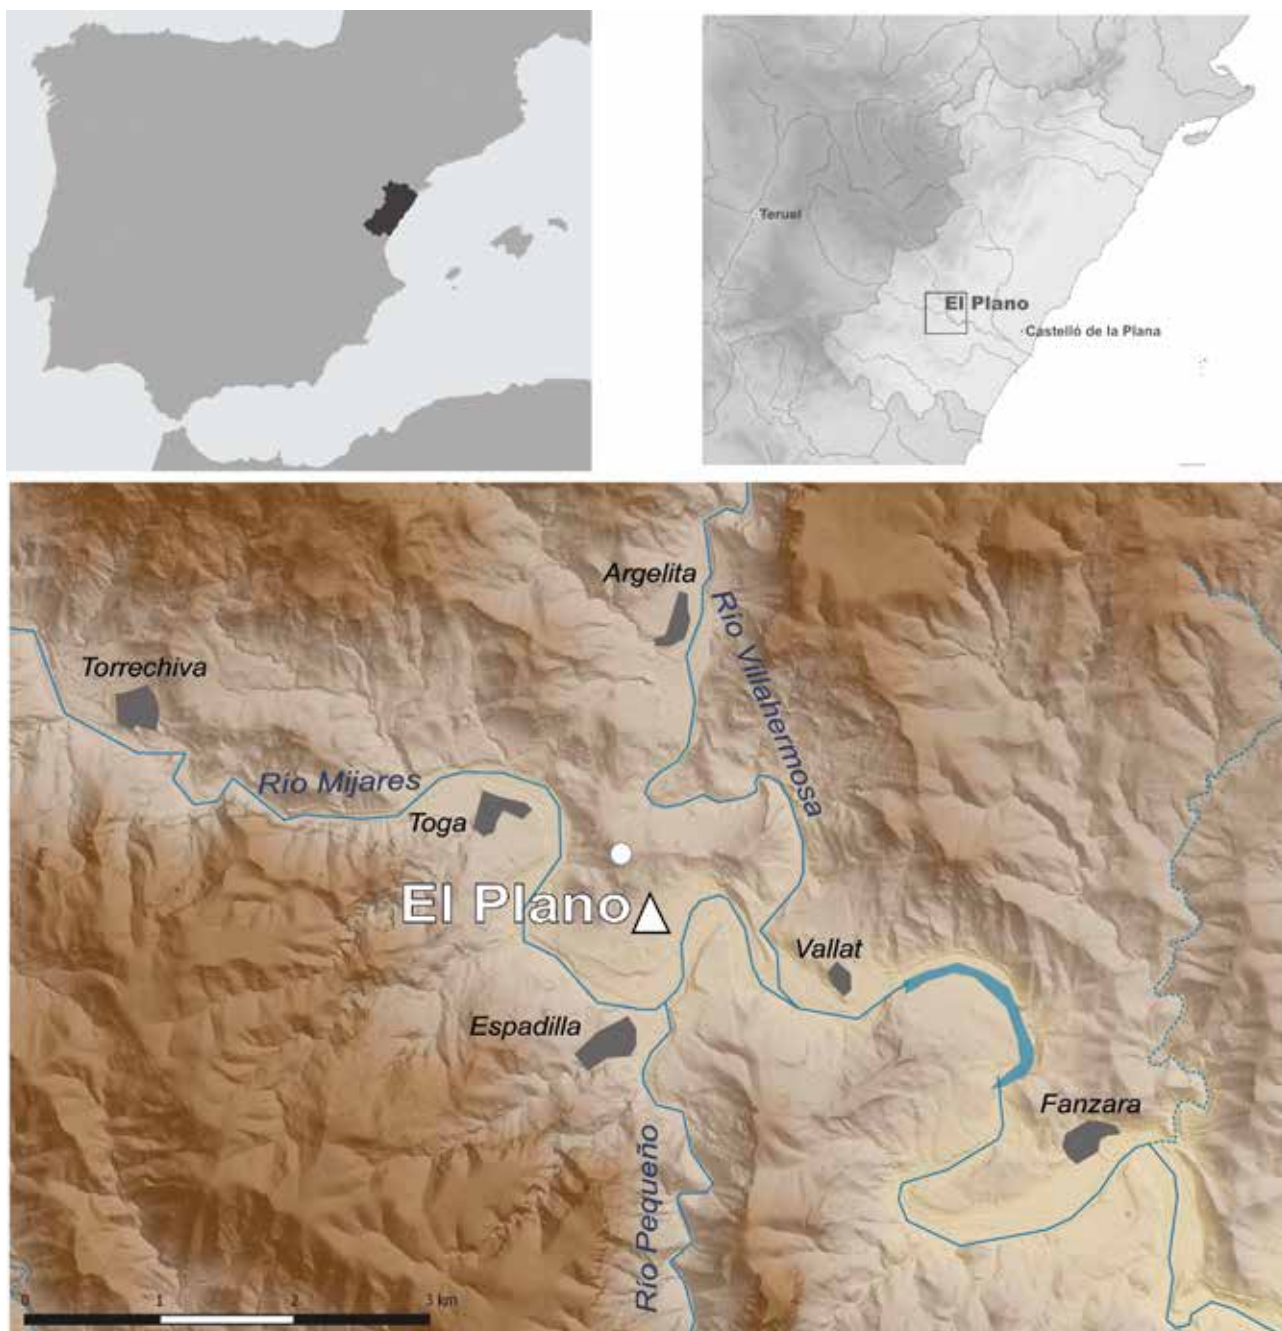 Teruel
El Plano
Castelló de la Plana
Argelita
Río Villahermosa
Torrechiva
Río Mijares
Toga
El Plano
Vallat
Espadilla
Fanzara
Río Pequeño
0 1 2 3 km